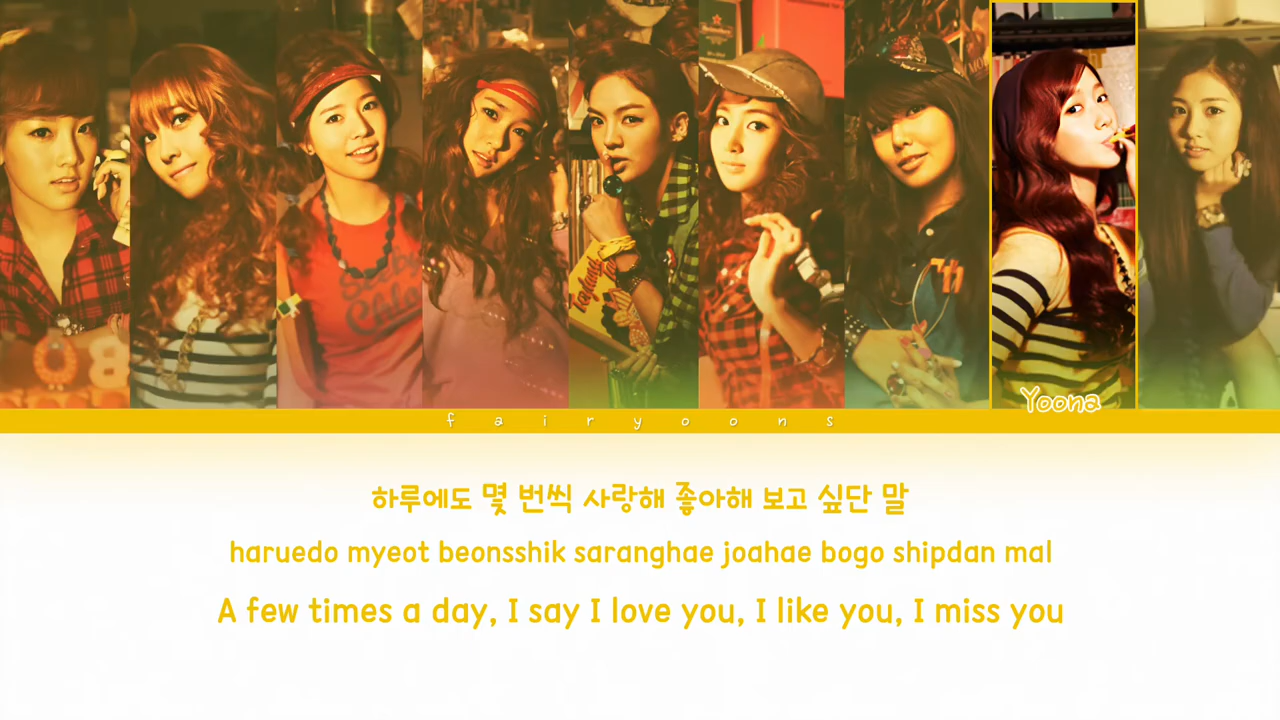 Yoona
f a i r y o o n s
하루에도 몇 번씩 사랑해 좋아해 보고 싶단 말
haruedo myeot beonsshik saranghae joahae bogo shipdan mal
A few times a day, I say I love you, I like you, I miss you